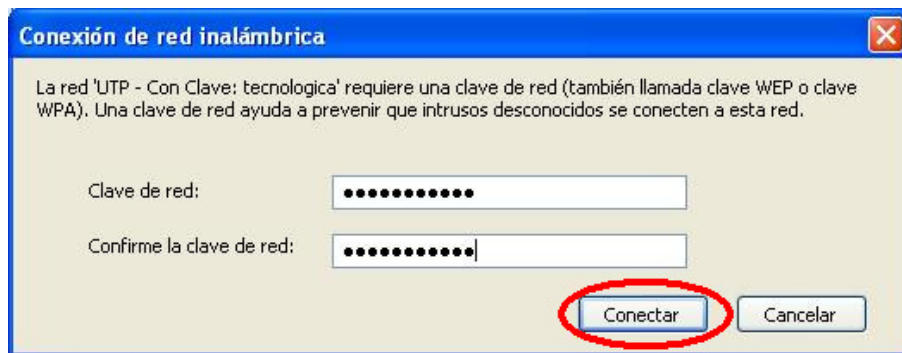 Conexión de red inalámbrica
La red 'UTP - Con Clave: tecnologica' requiere una clave de red (también llamada clave WEP o clave
WPA). Una clave de red ayuda a prevenir que intrusos desconocidos se conecten a esta red.
Clave de red: ●●●●●●●●●●●
Confirme la clave de red: ●●●●●●●●●●●
Conectar Cancelar